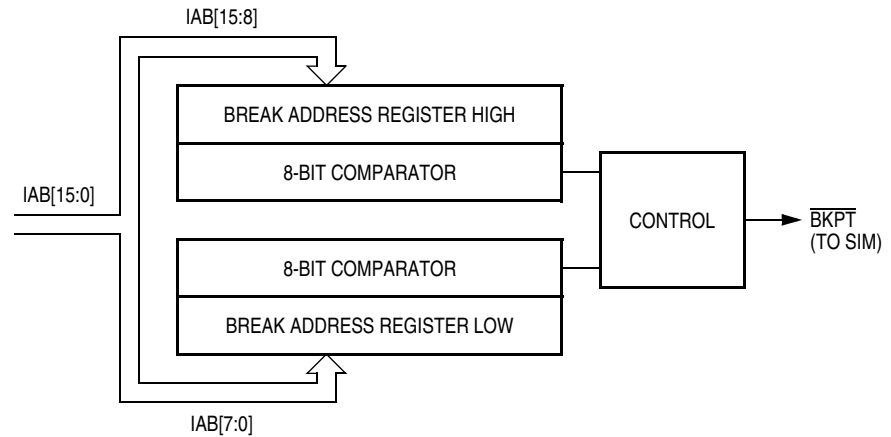 IAB[15:8]
BREAK ADDRESS REGISTER HIGH
8-BIT COMPARATOR
IAB[15:0]
CONTROL
BKPT
(TO SIM)
8-BIT COMPARATOR
BREAK ADDRESS REGISTER LOW
IAB[7:0]